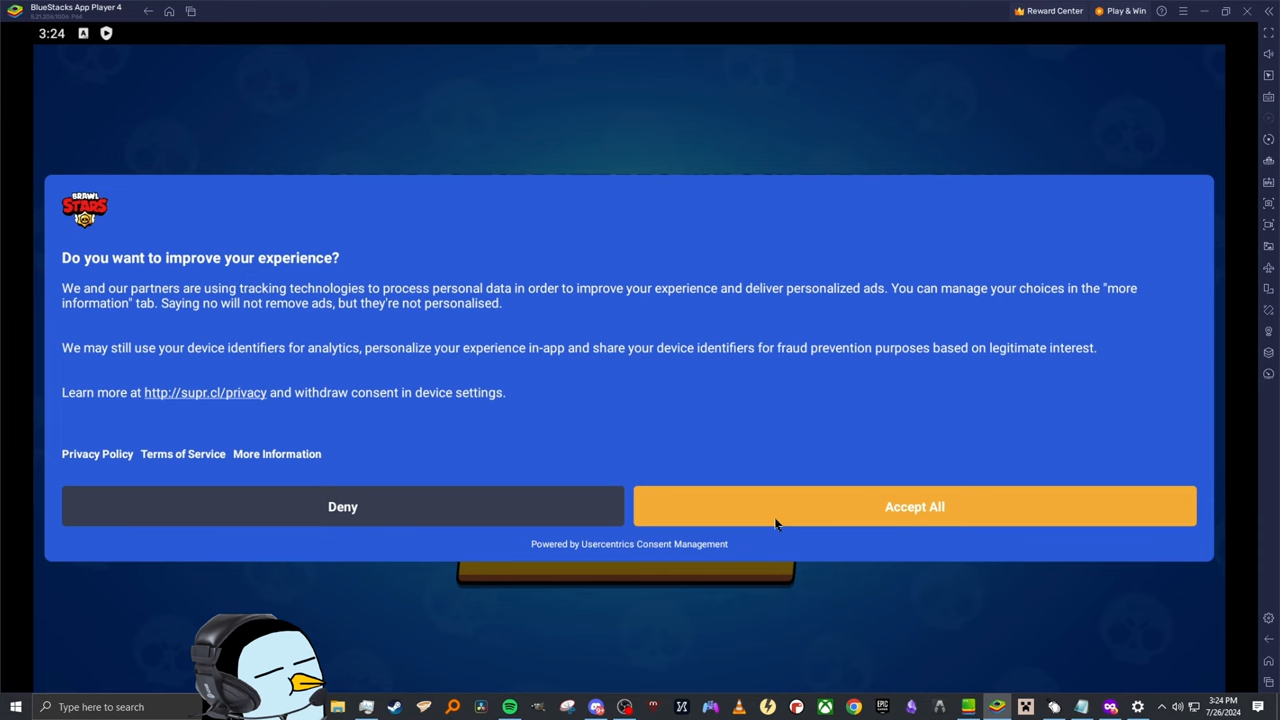 BlueStacks App Player 4
5.21.206.1006 P64
Reward Center
Play & Win
3:24
BRAWL
STARS
Do you want to improve your experience?
We and our partners are using tracking technologies to process personal data in order to improve your experience and deliver personalized ads. You can manage your choices in the "more
information" tab. Saying no will not remove ads, but they're not personalised.
We may still use your device identifiers for analytics, personalize your experience in-app and share your device identifiers for fraud prevention purposes based on legitimate interest.
Learn more at http://supr.cl/privacy and withdraw consent in device settings.
Privacy Policy Terms of Service More Information
Deny
Accept All
Powered by Usercentrics Consent Management
Type here to search
3:24 PM
7/26/2024